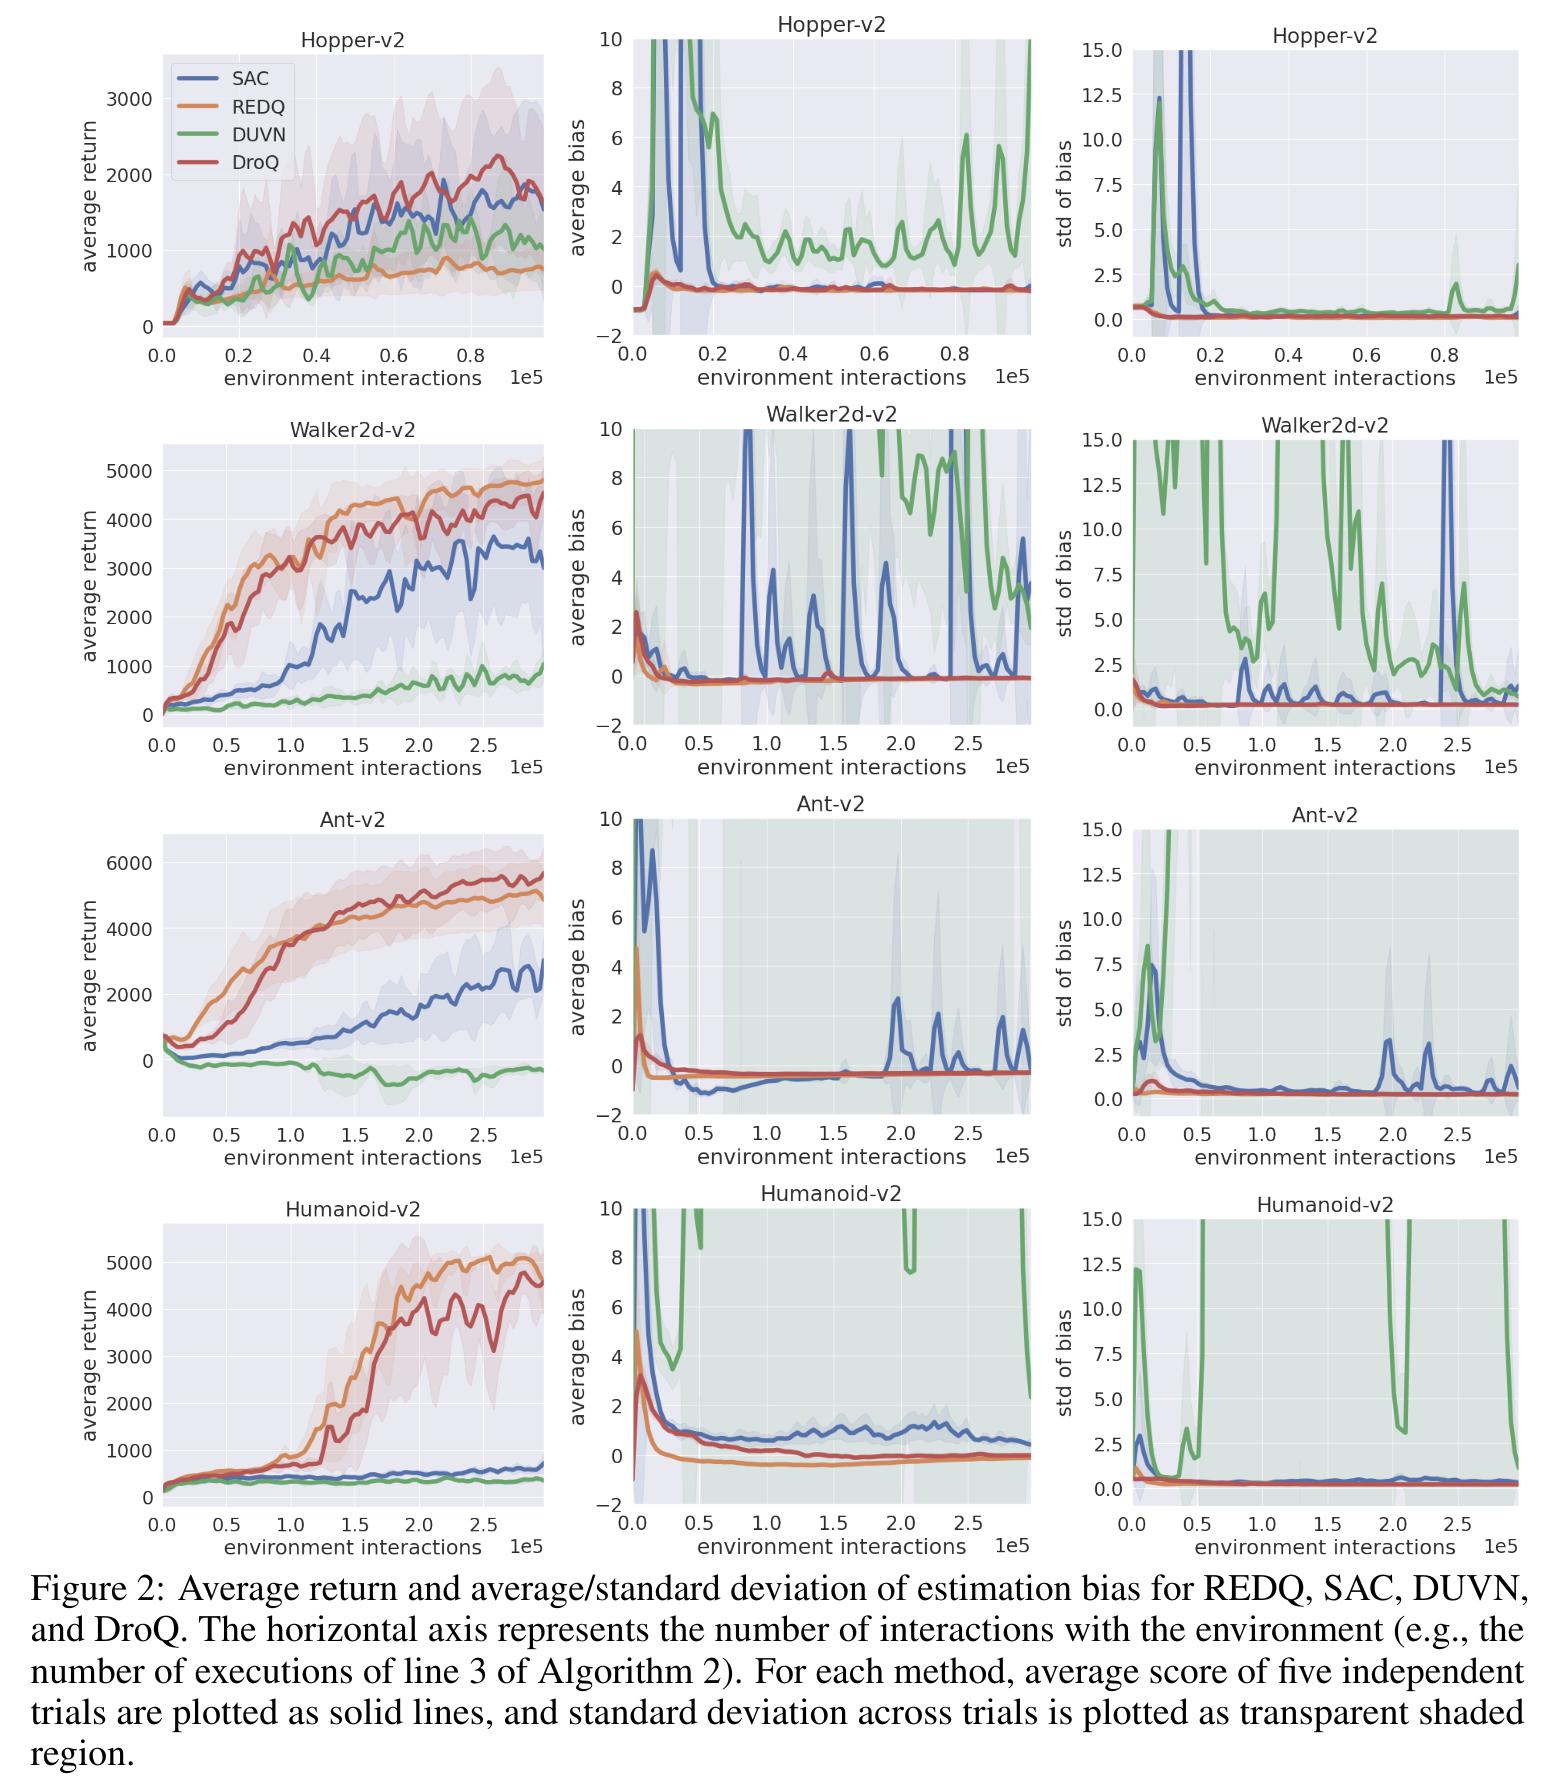 Hopper-v2
Hopper-v2
Hopper-v2
SAC
REDQ
DUVN
DroQ
average return
3000
2000
1000
0
0.0 0.2 0.4 0.6 0.8
environment interactions 1e5
average bias
10
8
6
4
2
0
−2
0.0 0.2 0.4 0.6 0.8
environment interactions 1e5
std of bias
15.0
12.5
10.0
7.5
5.0
2.5
0.0
0.0 0.2 0.4 0.6 0.8
environment interactions 1e5
Walker2d-v2
average return
5000
4000
3000
2000
1000
0
0.0 0.5 1.0 1.5 2.0 2.5
environment interactions 1e5
Walker2d-v2
average bias
10
8
6
4
2
0
−2
0.0 0.5 1.0 1.5 2.0 2.5
environment interactions 1e5
Walker2d-v2
std of bias
15.0
12.5
10.0
7.5
5.0
2.5
0.0
0.0 0.5 1.0 1.5 2.0 2.5
environment interactions 1e5
Ant-v2
average return
6000
4000
2000
0
0.0 0.5 1.0 1.5 2.0 2.5
environment interactions 1e5
Ant-v2
average bias
10
8
6
4
2
0
−2
0.0 0.5 1.0 1.5 2.0 2.5
environment interactions 1e5
Ant-v2
std of bias
15.0
12.5
10.0
7.5
5.0
2.5
0.0
0.0 0.5 1.0 1.5 2.0 2.5
environment interactions 1e5
Humanoid-v2
average return
5000
4000
3000
2000
1000
0
0.0 0.5 1.0 1.5 2.0 2.5
environment interactions 1e5
Humanoid-v2
average bias
10
8
6
4
2
0
−2
0.0 0.5 1.0 1.5 2.0 2.5
environment interactions 1e5
Humanoid-v2
std of bias
15.0
12.5
10.0
7.5
5.0
2.5
0.0
0.0 0.5 1.0 1.5 2.0 2.5
environment interactions 1e5
Figure 2: Average return and average/standard deviation of estimation bias for REDQ, SAC, DUVN,
and DroQ. The horizontal axis represents the number of interactions with the environment (e.g., the
number of executions of line 3 of Algorithm 2). For each method, average score of five independent
trials are plotted as solid lines, and standard deviation across trials is plotted as transparent shaded
region.